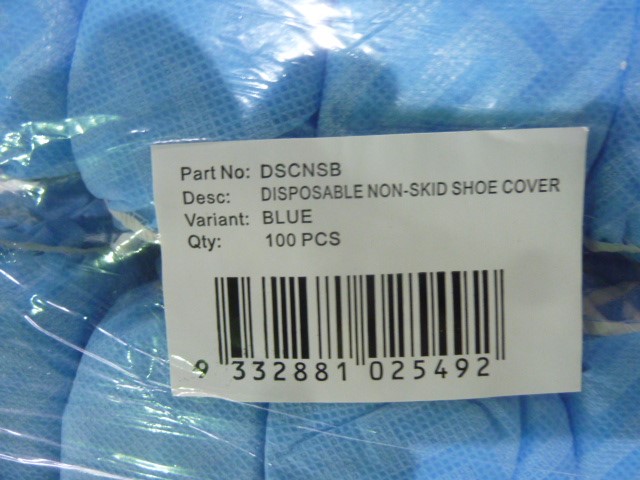 Part No: DSCNSB
Desc: DISPOSABLE NON-SKID SHOE COVER
Variant: BLUE
Qty: 100 PCS
9 332881 025492